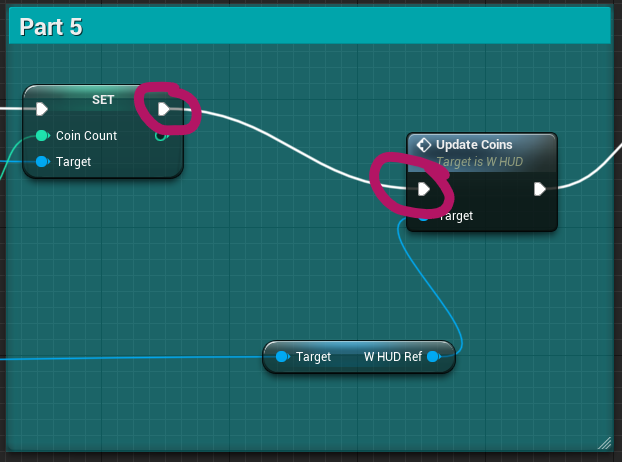 Part 5
SET
Coin Count
Target
Update Coins
Target is W HUD
Target
Target W HUD Ref